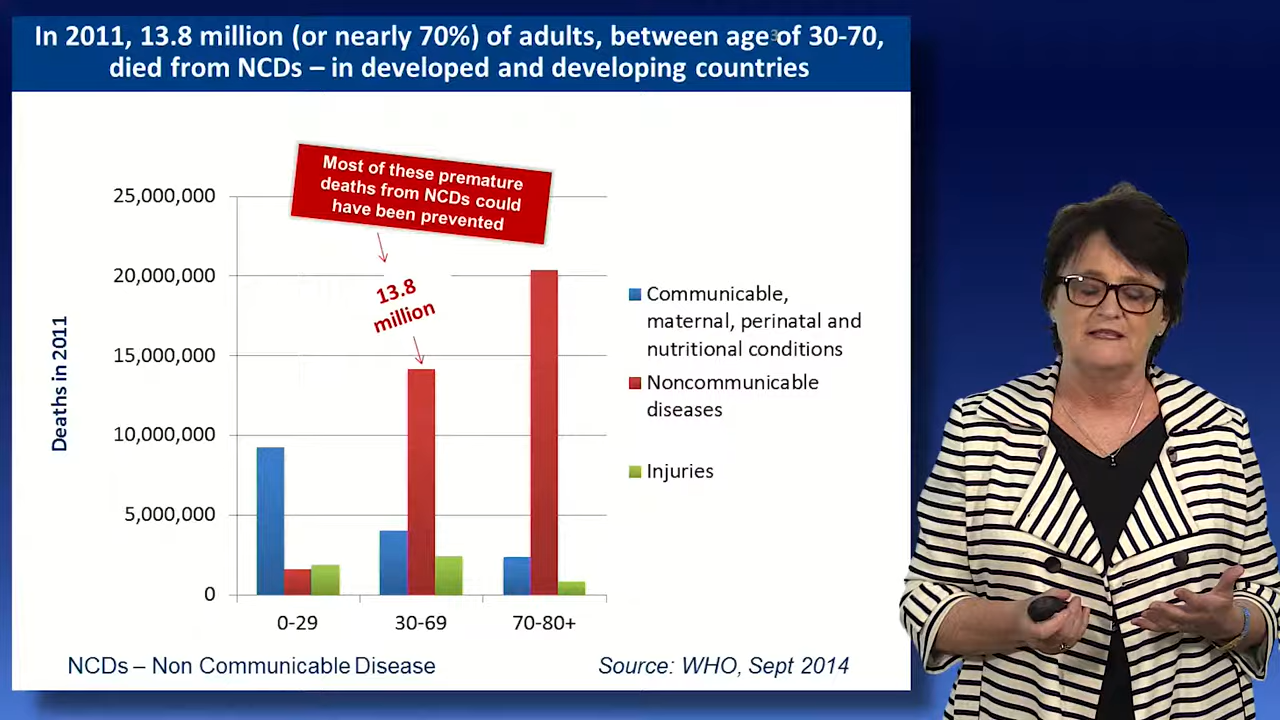 In 2011, 13.8 million (or nearly 70%) of adults, between age of 30-70,
died from NCDs – in developed and developing countries
3
Most of these premature
deaths from NCDs could
have been prevented
25,000,000
20,000,000
15,000,000
10,000,000
5,000,000
0
Deaths in 2011
13.8
million
0-29
30-69
70-80+
Communicable,
maternal, perinatal and
nutritional conditions
Noncommunicable
diseases
Injuries
NCDs – Non Communicable Disease
Source: WHO, Sept 2014